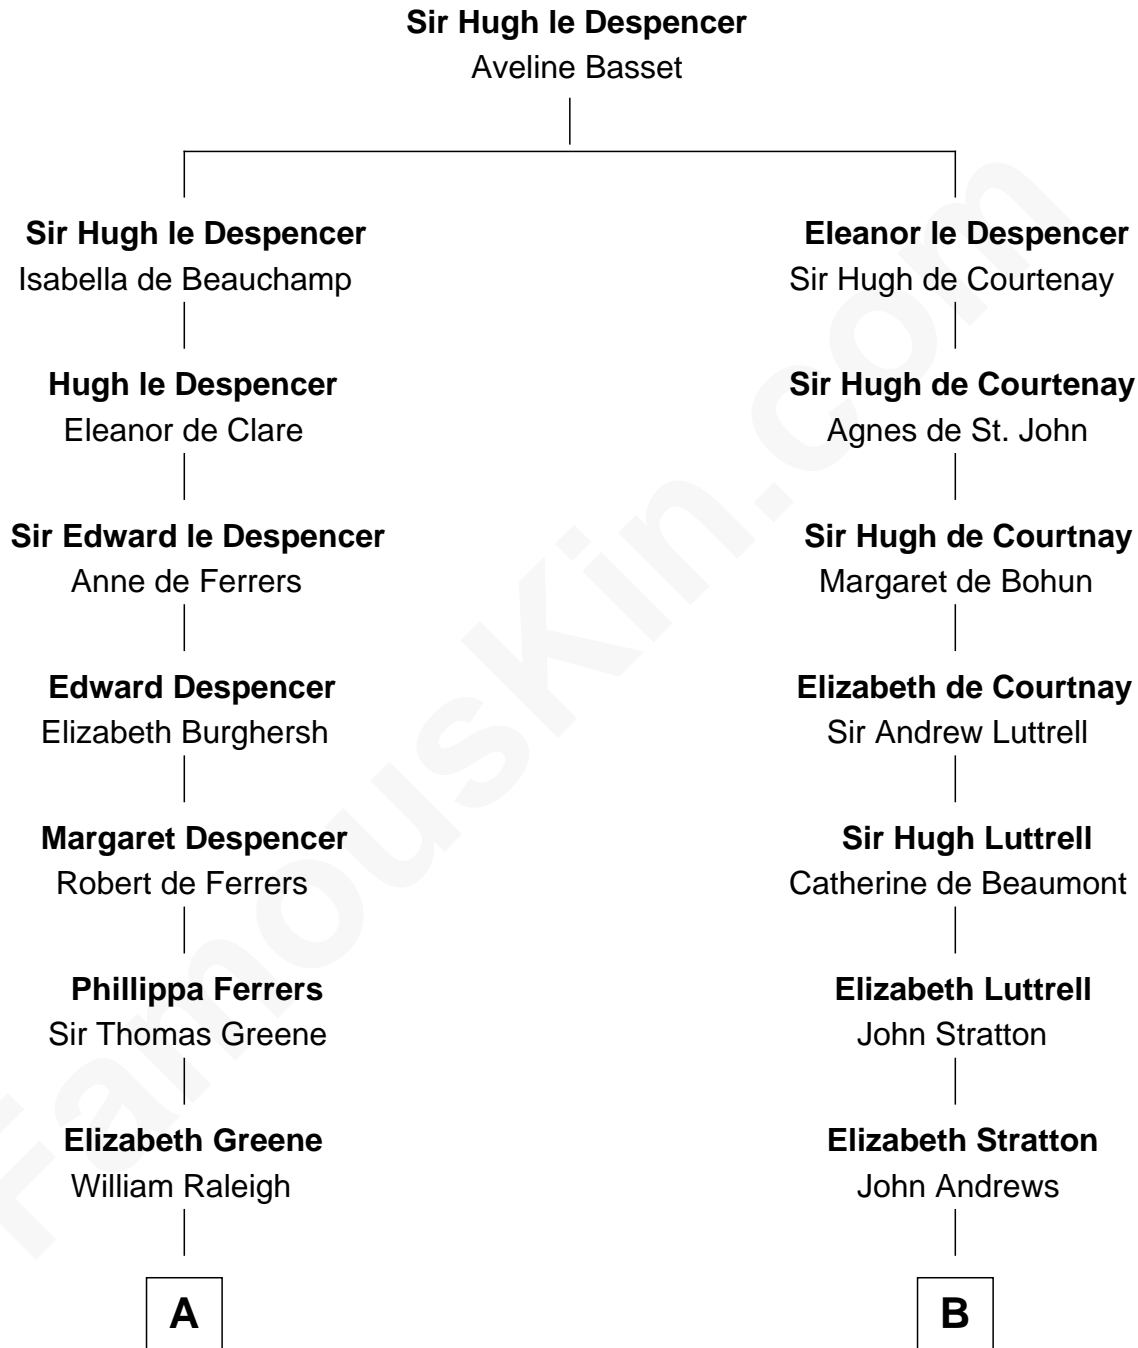 Sir Hugh le Despencer
Aveline Basset
Sir Hugh le Despencer
Isabella de Beauchamp
Eleanor le Despencer
Sir Hugh de Courtenay
Hugh le Despencer
Eleanor de Clare
Sir Hugh de Courtenay
Agnes de St. John
Sir Edward le Despencer
Anne de Ferrers
Sir Hugh de Courtnay
Margaret de Bohun
Edward Despencer
Elizabeth Burghersh
Elizabeth de Courtnay
Sir Andrew Luttrell
Margaret Despencer
Robert de Ferrers
Sir Hugh Luttrell
Catherine de Beaumont
Phillippa Ferrers
Sir Thomas Greene
Elizabeth Luttrell
John Stratton
Elizabeth Greene
William Raleigh
Elizabeth Stratton
John Andrews
A
B
FamousKin.com